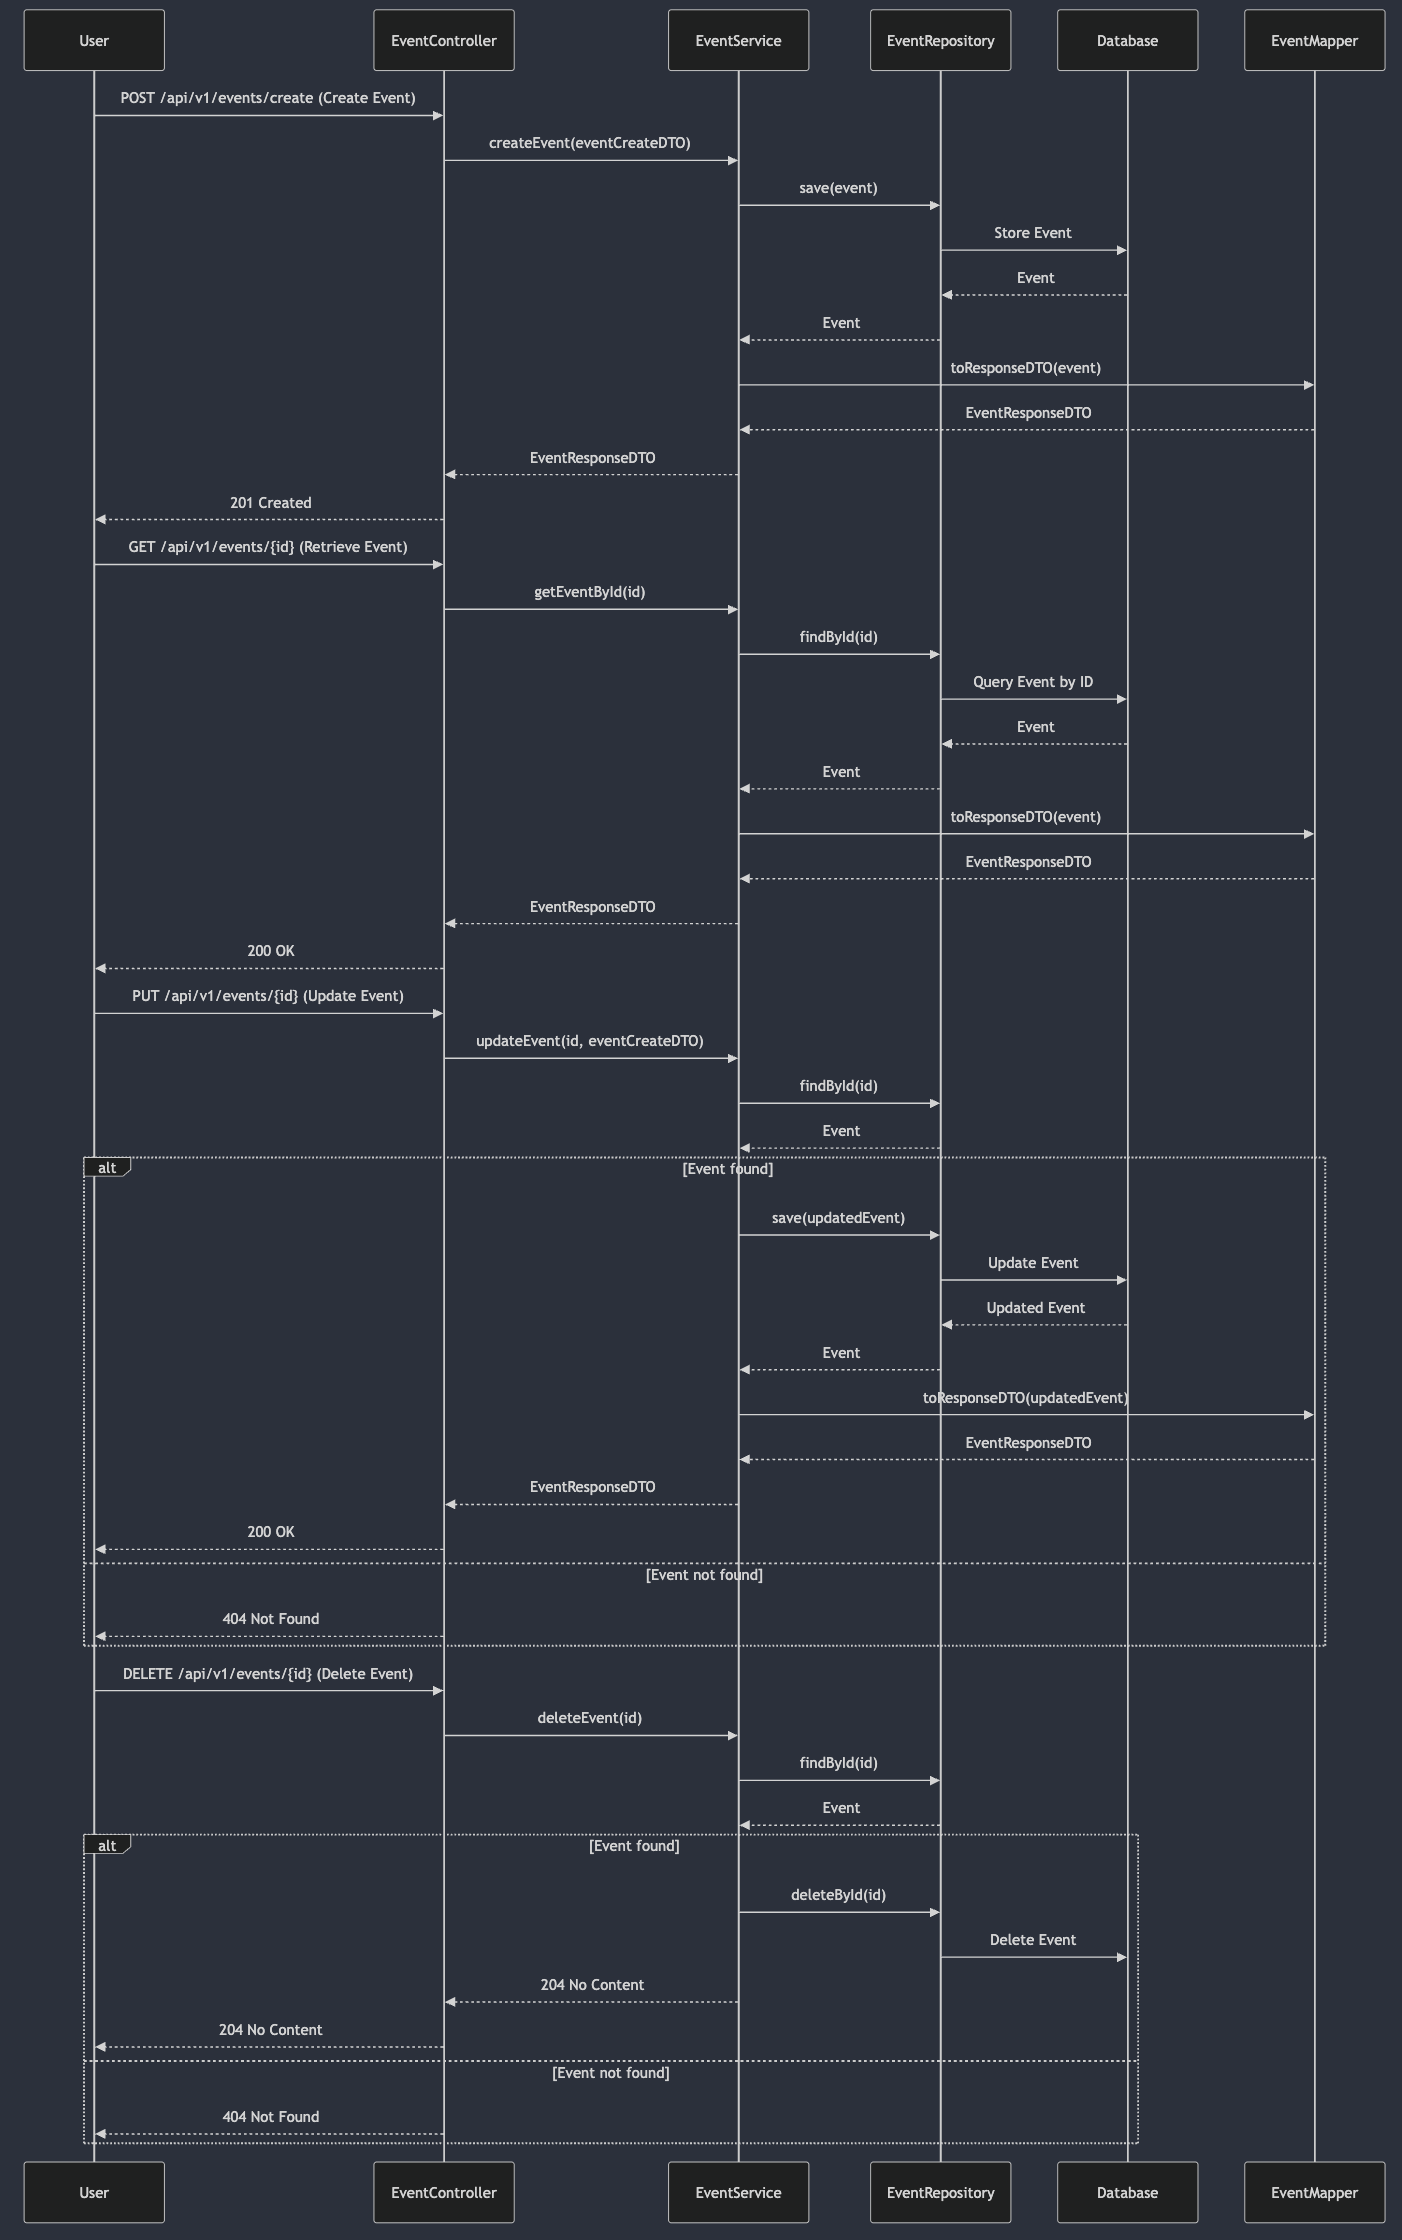 User
EventController
EventService
EventRepository
Database
EventMapper
POST /api/v1/events/create (Create Event)
createEvent(eventCreateDTO)
save(event)
Store Event
Event
Event
toResponseDTO(event)
EventResponseDTO
EventResponseDTO
201 Created
GET /api/v1/events/{id} (Retrieve Event)
getEventById(id)
findById(id)
Query Event by ID
Event
Event
toResponseDTO(event)
EventResponseDTO
EventResponseDTO
200 OK
PUT /api/v1/events/{id} (Update Event)
updateEvent(id, eventCreateDTO)
findById(id)
Event
alt
[Event found]
save(updatedEvent)
Update Event
Updated Event
Event
toResponseDTO(updatedEvent)
EventResponseDTO
EventResponseDTO
200 OK
[Event not found]
404 Not Found
DELETE /api/v1/events/{id} (Delete Event)
deleteEvent(id)
findById(id)
Event
alt
[Event found]
deleteById(id)
Delete Event
204 No Content
204 No Content
[Event not found]
404 Not Found
User
EventController
EventService
EventRepository
Database
EventMapper